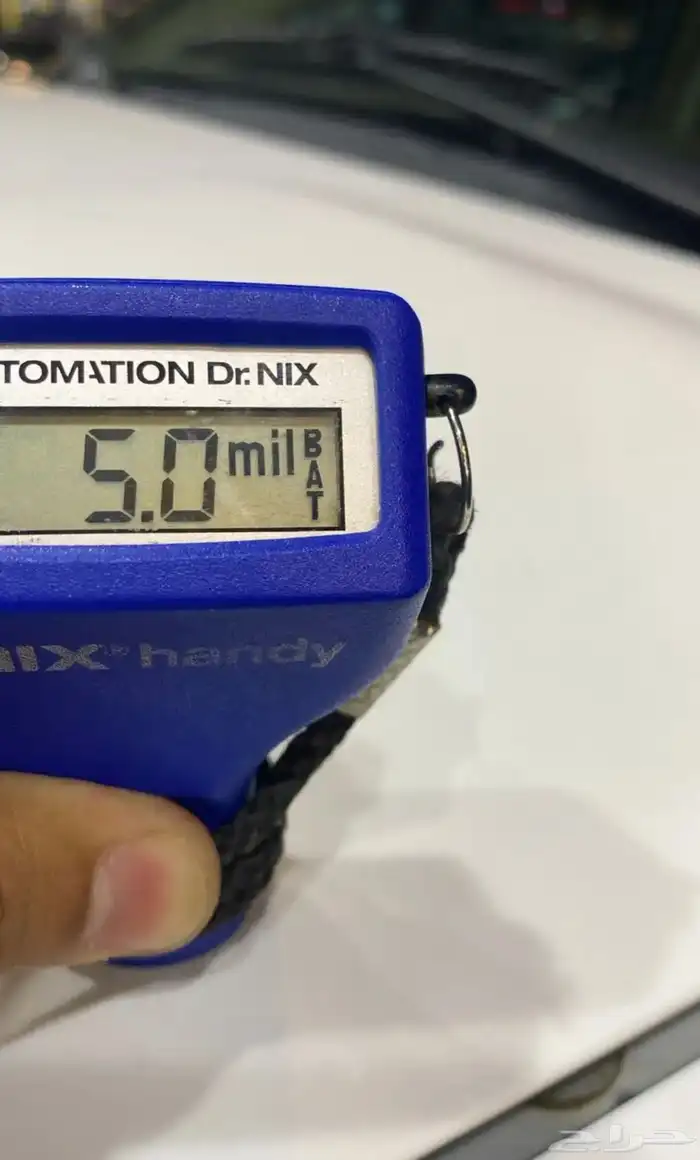 TOMATION Dr. NIX
5.0 mil BAT
NIX handy
حراج